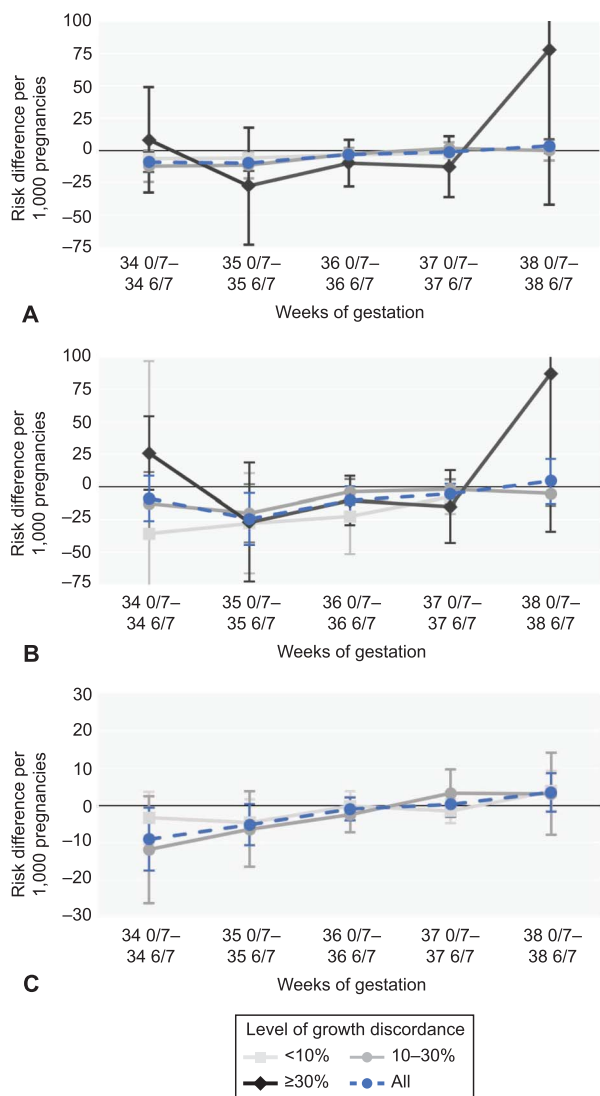 100
75
50
25
0
–25
–50
–75
Risk difference per
1,000 pregnancies
34 0/7– 35 0/7– 36 0/7– 37 0/7– 38 0/7–
34 6/7 35 6/7 36 6/7 37 6/7 38 6/7
A
Weeks of gestation
100
75
50
25
0
–25
–50
–75
Risk difference per
1,000 pregnancies
34 0/7– 35 0/7– 36 0/7– 37 0/7– 38 0/7–
34 6/7 35 6/7 36 6/7 37 6/7 38 6/7
B
Weeks of gestation
30
20
10
0
–10
–20
–30
Risk difference per
1,000 pregnancies
34 0/7– 35 0/7– 36 0/7– 37 0/7– 38 0/7–
34 6/7 35 6/7 36 6/7 37 6/7 38 6/7
Weeks of gestation
C
Level of growth discordance
<10% 10–30%
≥30% All